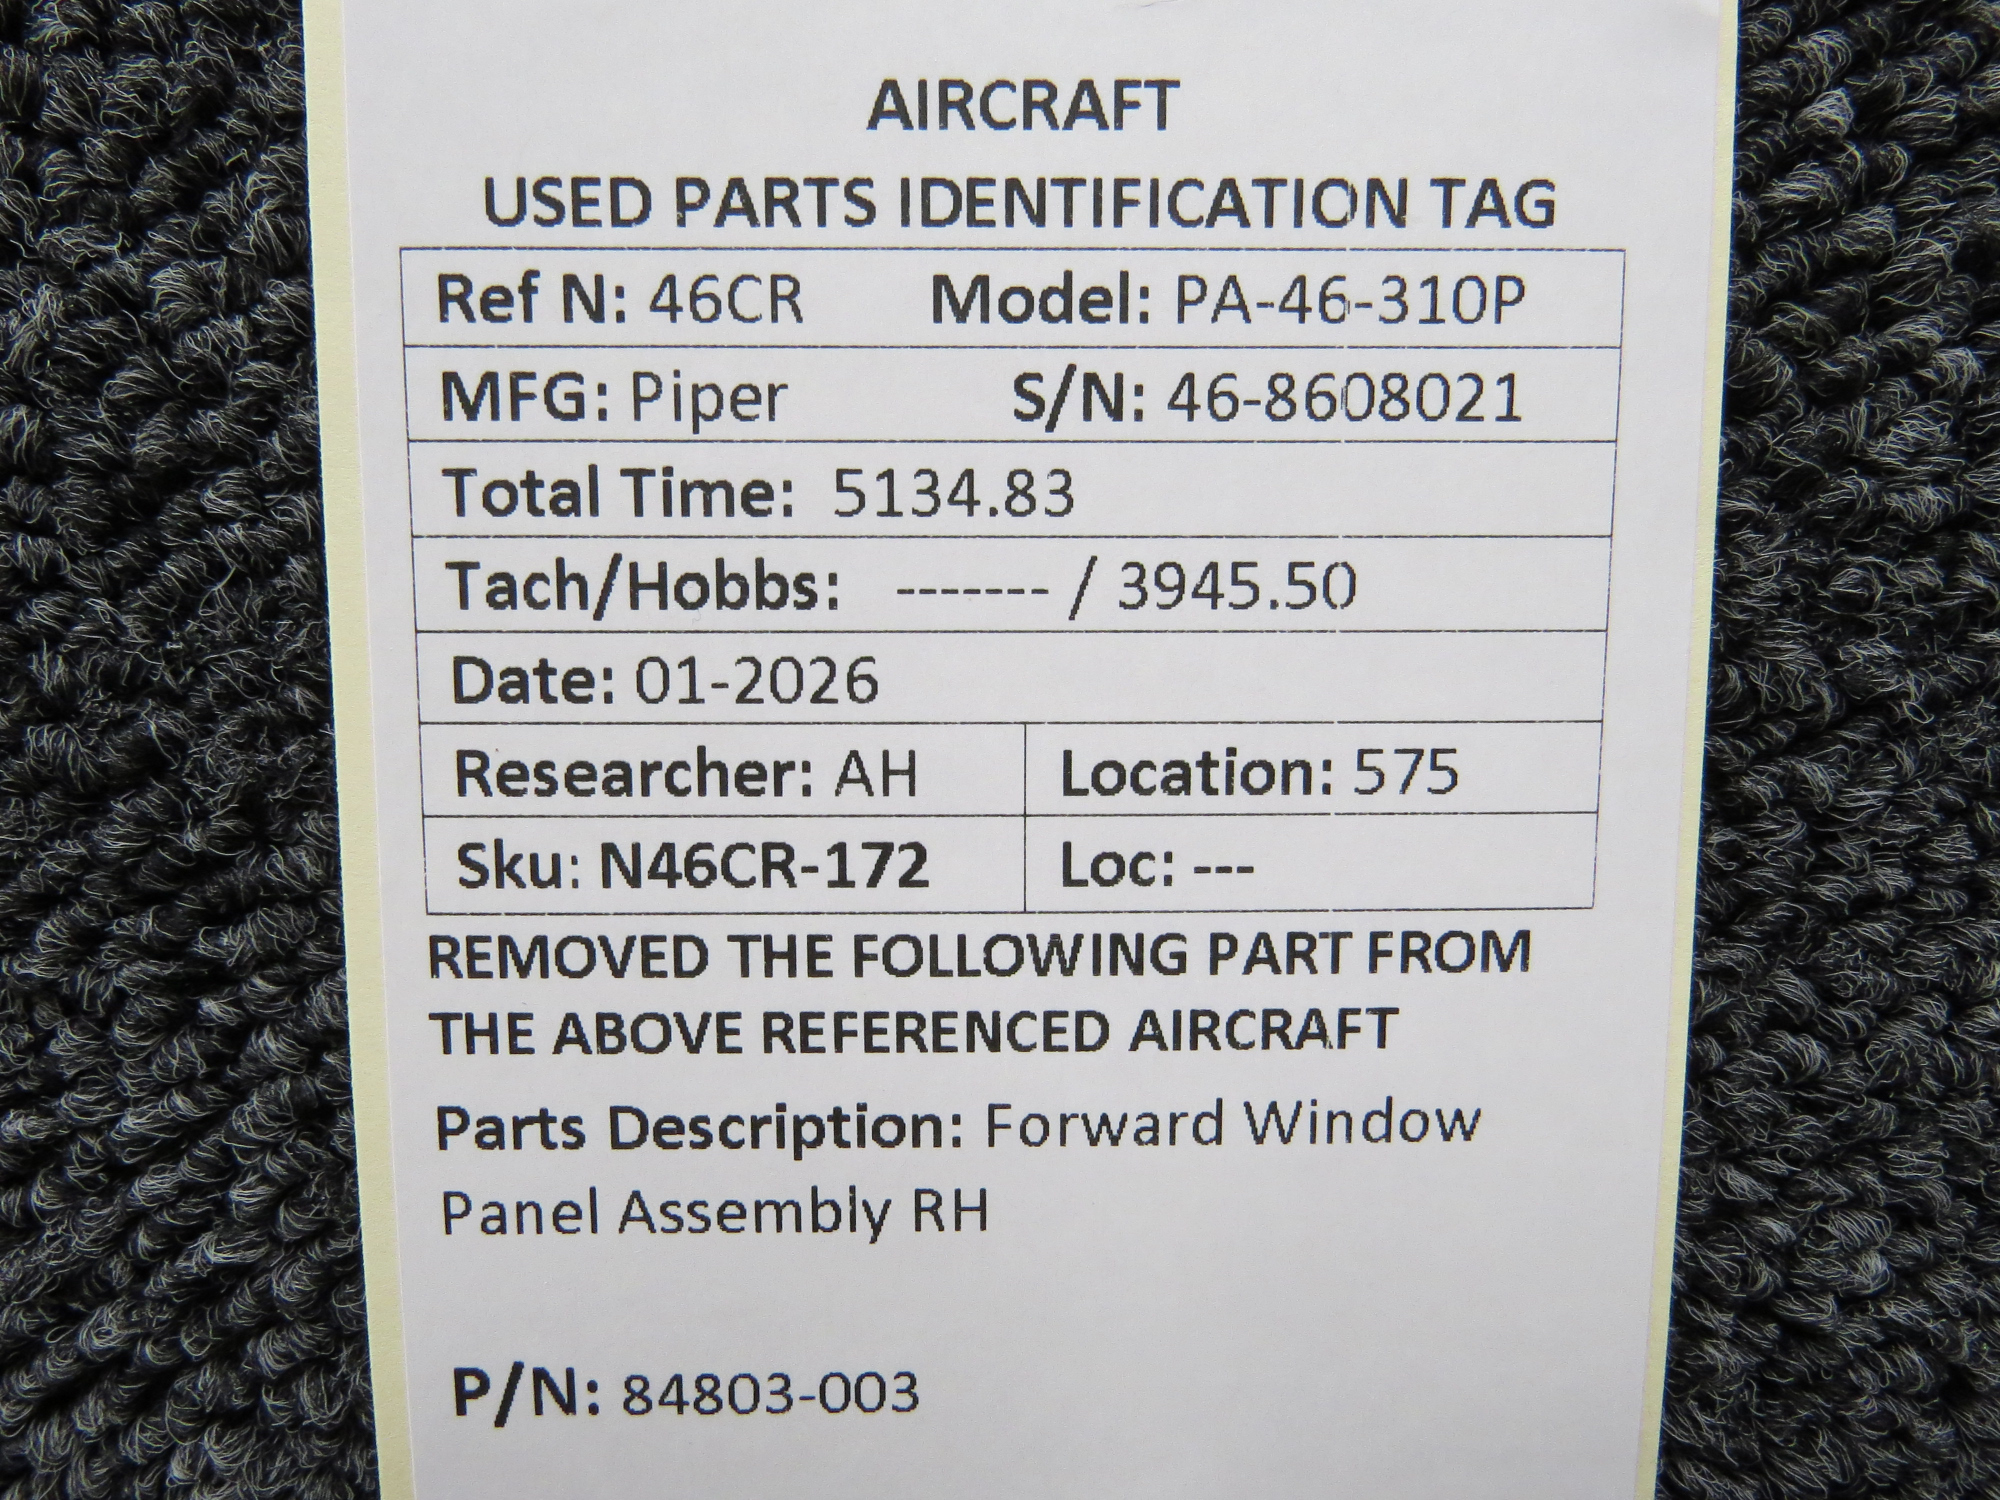 AIRCRAFT
USED PARTS IDENTIFICATION TAG
Ref N: 46CR Model: PA-46-310P
MFG: Piper S/N: 46-8608021
Total Time: 5134.83
Tach/Hobbs: ------- / 3945.50
Date: 01-2026
Researcher: AH Location: 575
Sku: N46CR-172 Loc: ---
REMOVED THE FOLLOWING PART FROM
THE ABOVE REFERENCED AIRCRAFT
Parts Description: Forward Window
Panel Assembly RH
P/N: 84803-003